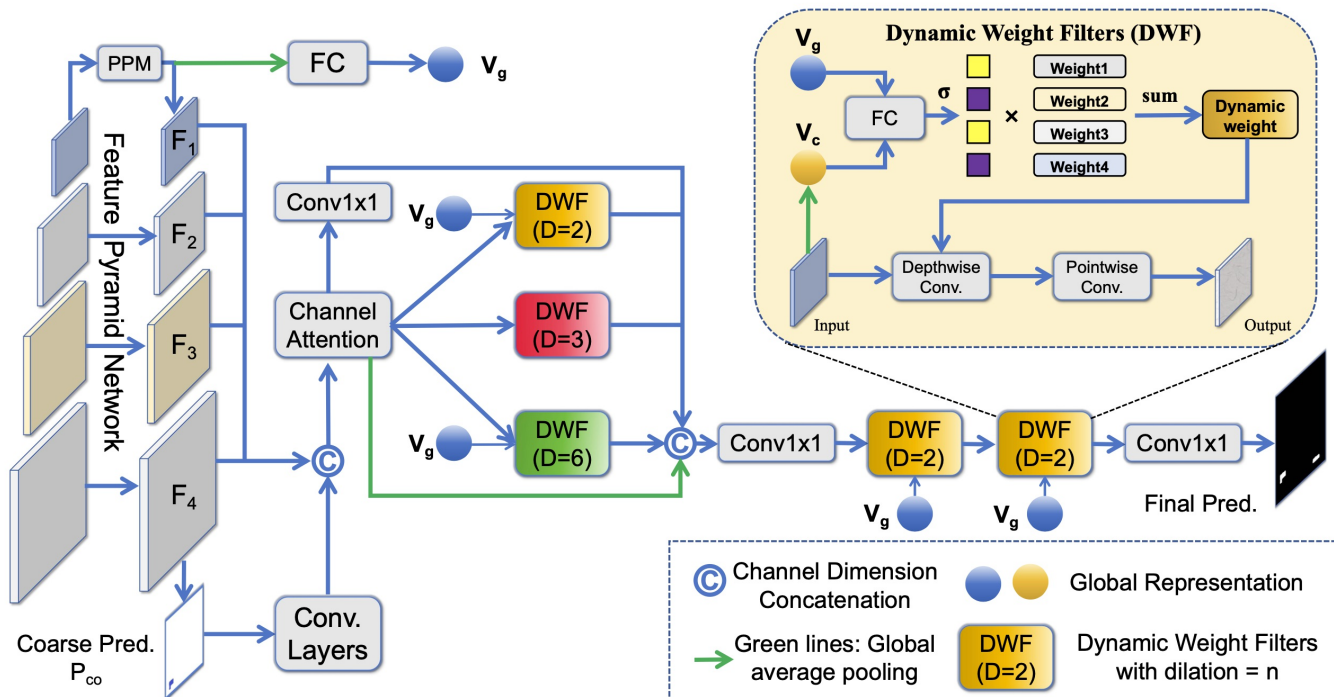 PPM
FC
Vg
Feature Pyramid Network
F1
F2
F3
F4
Coarse Pred.
Pco
Conv.
Layers
C
Channel
Attention
Conv1x1
Vg
DWF
(D=2)
DWF
(D=3)
Vg
DWF
(D=6)
C
Conv1x1
DWF
(D=2)
Vg
DWF
(D=2)
Vg
Conv1x1
Final Pred.
Dynamic Weight Filters (DWF)
Vg
Vc
FC
σ
×
Weight1
Weight2
Weight3
Weight4
sum
Dynamic
weight
Input
Depthwise
Conv.
Pointwise
Conv.
Output
C
Channel Dimension
Concatenation
Global Representation
Green lines: Global
average pooling
DWF
(D=2)
Dynamic Weight Filters
with dilation = n